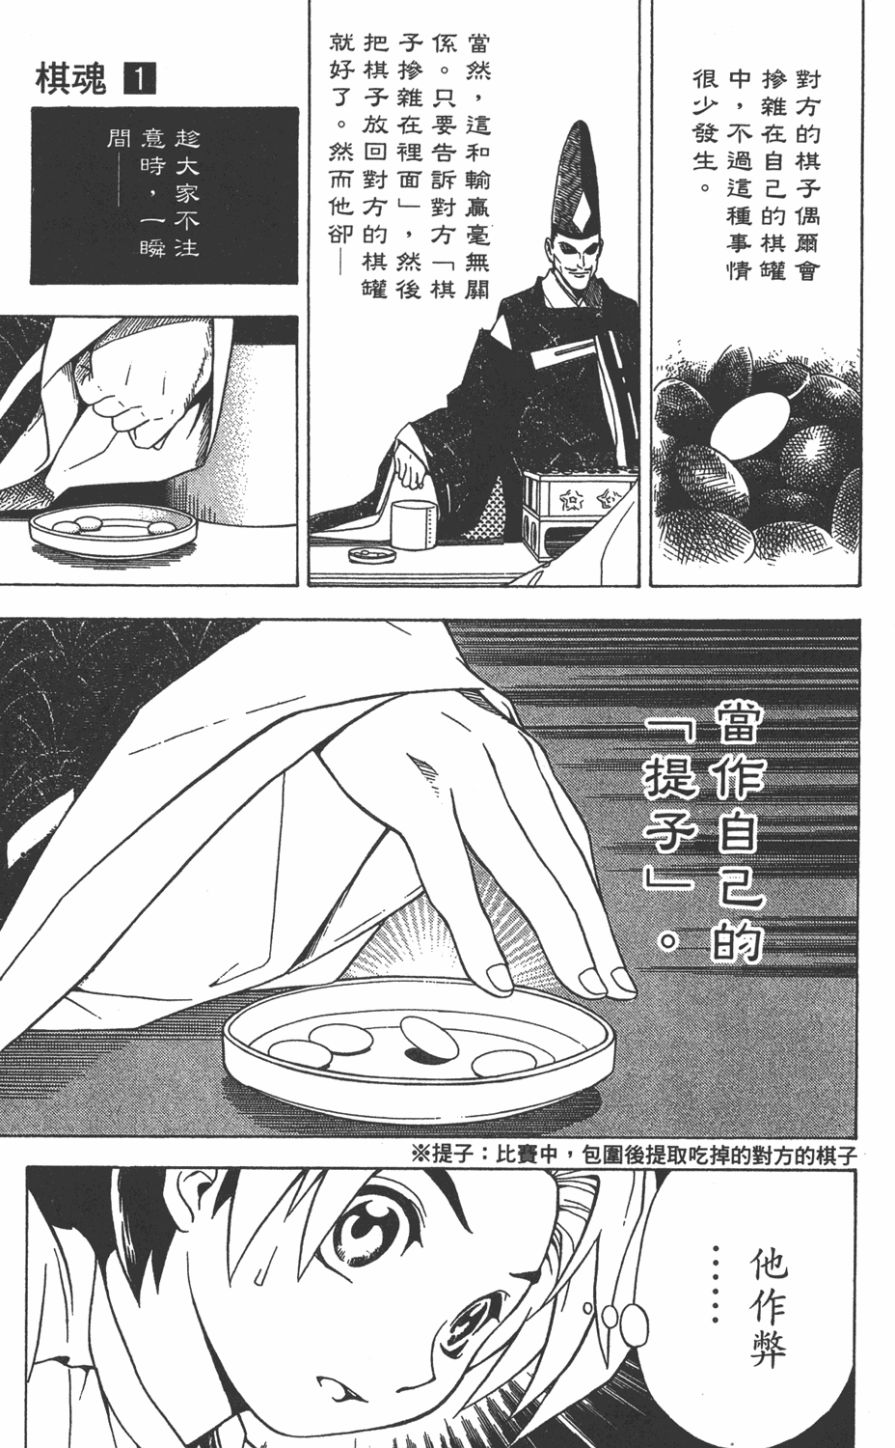 對方的棋子偶爾會
摻雜在自己的棋罐
中，不過這種事情
很少發生。
當然，這和輸贏毫無關
係。只要告訴對方「棋
子摻雜在裡面」，然後
把棋子放回對方的棋罐
就好了。然而他卻──
棋魂 1
趁大家不注
意時，一瞬
間──
當作自己的
「提子」。
※提子：比賽中，包圍後提取吃掉的對方的棋子
他作弊
……